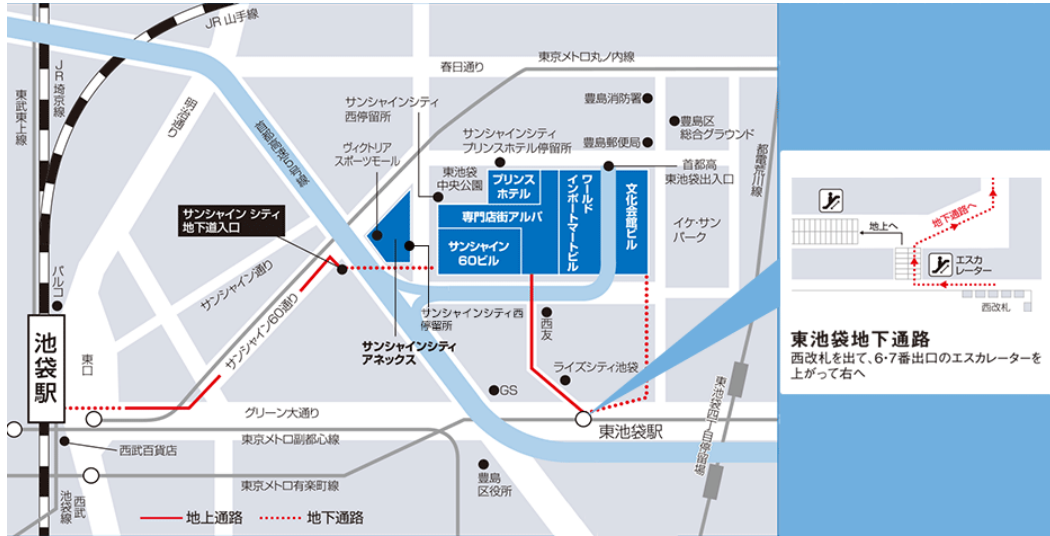 JR 山手線
JR埼京線
東武東上線
明治通り
首都高速5号線
春日通り
東京メトロ丸ノ内線
サンシャインシティ
西停留所
豊島消防署
豊島区
総合グラウンド
ヴィクトリア
スポーツモール
サンシャインシティ
プリンスホテル停留所
豊島郵便局
都電荒川線
東池袋
中央公園
首都高
東池袋出入口
プリンス
ホテル
ワールド
インポートマートビル
文化会館ビル
専門店街アルパ
イケ・サン
パーク
サンシャイン シティ
地下道入口
サンシャイン
60ビル
サンシャイン通り
パルコ
サンシャイン60通り
サンシャインシティ西
停留所
西友
サンシャインシティ
アネックス
池袋駅
東口
ライズシティ池袋
GS
グリーン大通り
東池袋駅
東池袋四丁目停留場
東京メトロ副都心線
西武百貨店
豊島
区役所
東京メトロ有楽町線
西武
池袋線
地上通路
地下通路
地下通路へ
地上へ
エスカ
レーター
西改札
東池袋地下通路
西改札を出て、6・7番出口のエスカレーターを
上がって右へ